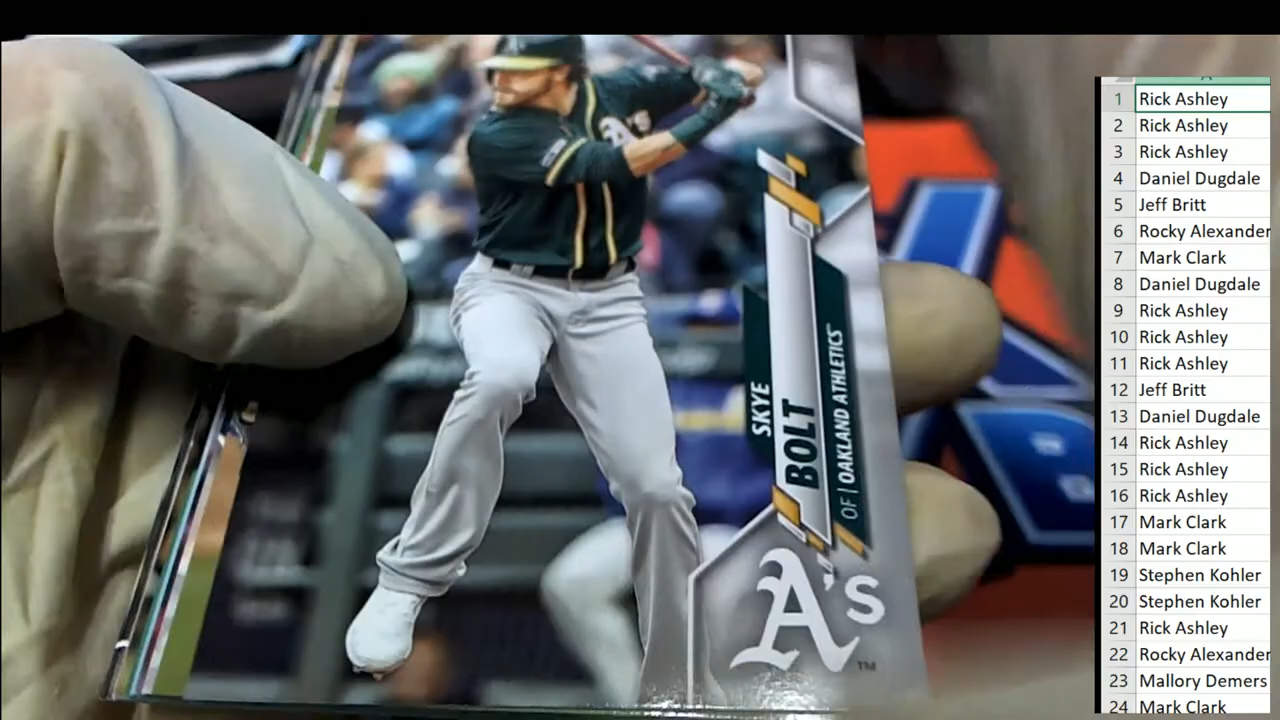 A's
SKYE
BOLT
OF | OAKLAND ATHLETICS
A's
TM
A
1 Rick Ashley
2 Rick Ashley
3 Rick Ashley
4 Daniel Dugdale
5 Jeff Britt
6 Rocky Alexander
7 Mark Clark
8 Daniel Dugdale
9 Rick Ashley
10 Rick Ashley
11 Rick Ashley
12 Jeff Britt
13 Daniel Dugdale
14 Rick Ashley
15 Rick Ashley
16 Rick Ashley
17 Mark Clark
18 Mark Clark
19 Stephen Kohler
20 Stephen Kohler
21 Rick Ashley
22 Rocky Alexander
23 Mallory Demers
24 Mark Clark